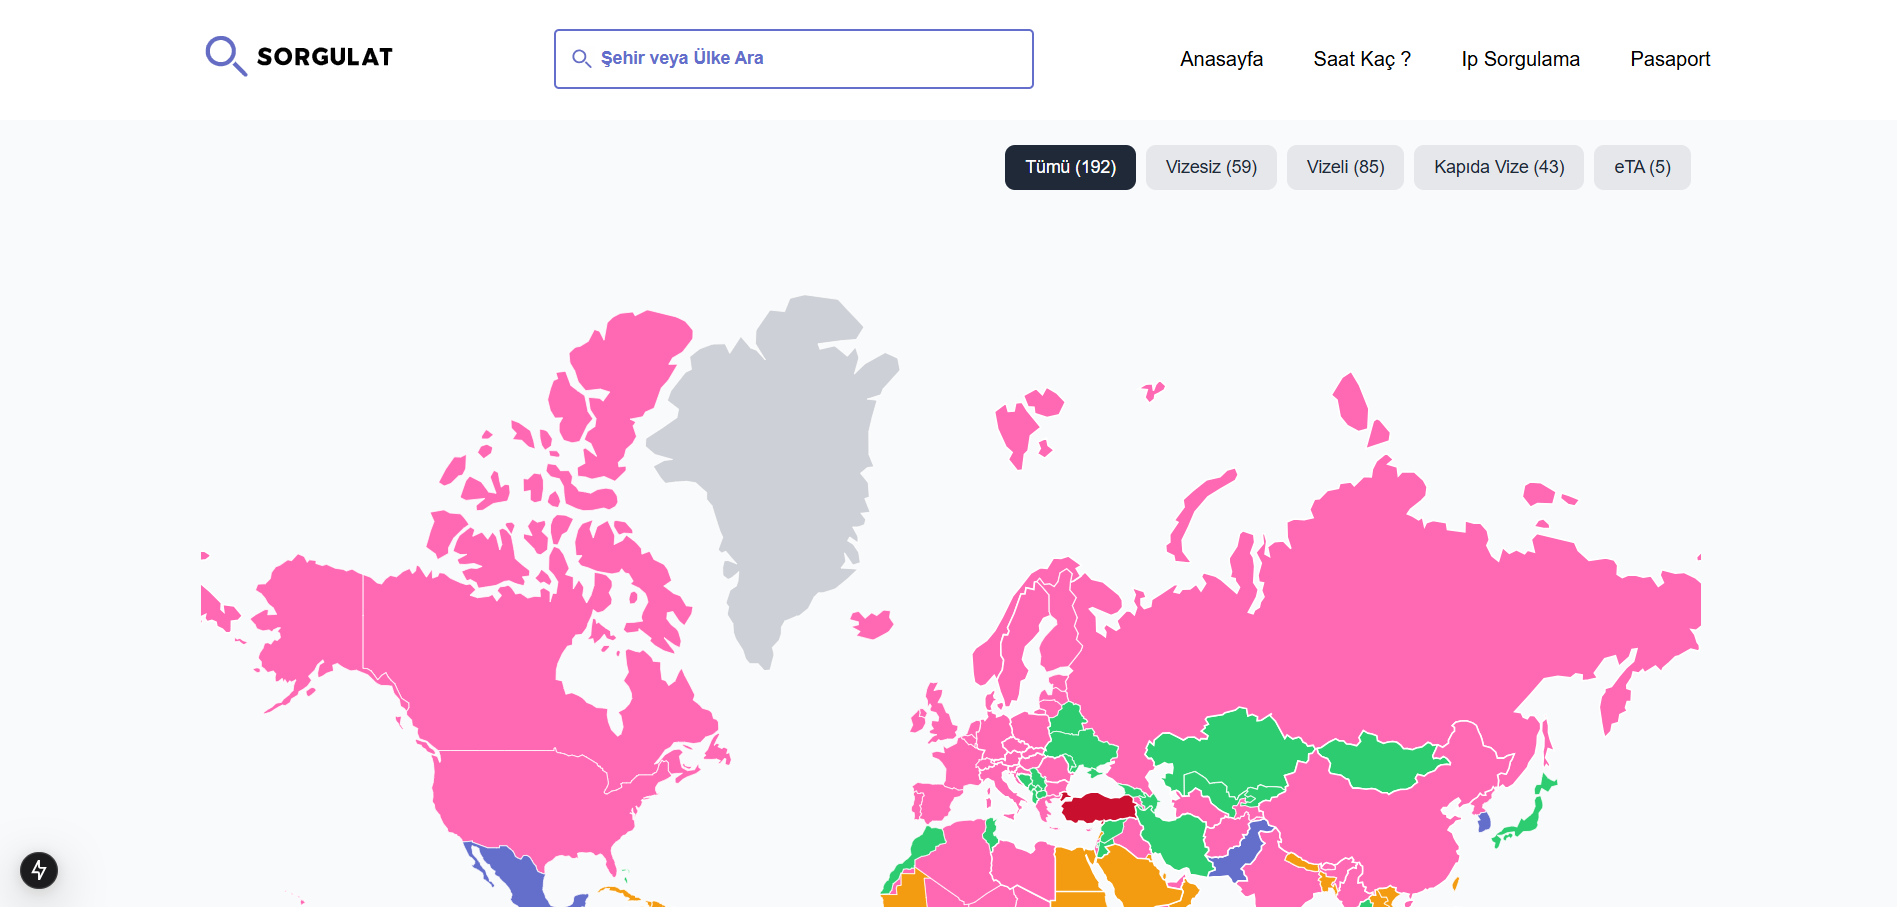 SORGULAT
Şehir veya Ülke Ara
Anasayfa
Saat Kaç ?
Ip Sorgulama
Pasaport
Tümü (192)
Vizesiz (59)
Vizeli (85)
Kapıda Vize (43)
eTA (5)